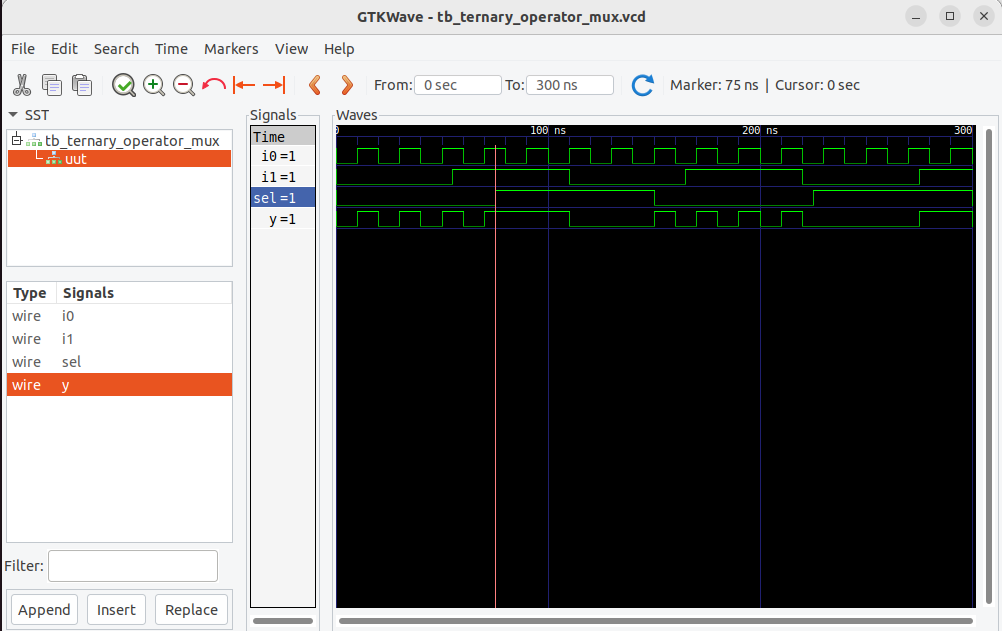 GTKWave - tb_ternary_operator_mux.vcd
File Edit Search Time Markers View Help
From: 0 sec To: 300 ns Marker: 75 ns | Cursor: 0 sec
SST
tb_ternary_operator_mux
uut
Type Signals
wire i0
wire i1
wire sel
wire y
Filter:
Append Insert Replace
Signals
Time
i0 =1
i1 =1
sel =1
y =1
Waves
0 100 ns 200 ns 300